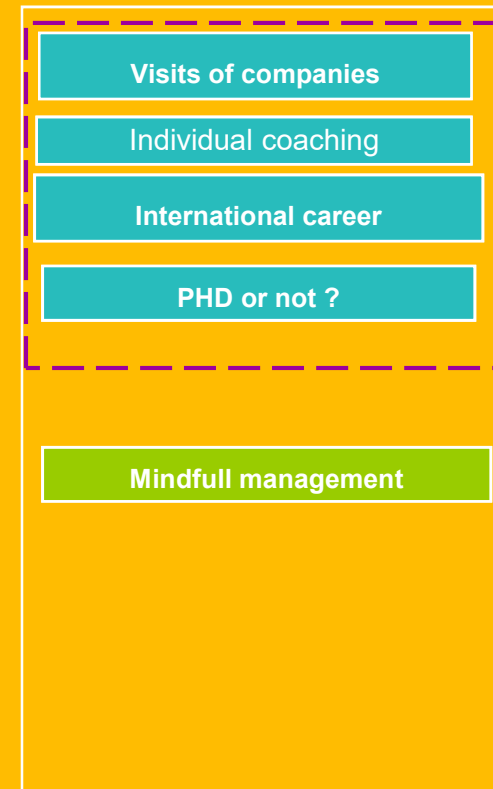 Visits of companies
Individual coaching
International career
PHD or not ?
Mindfull management